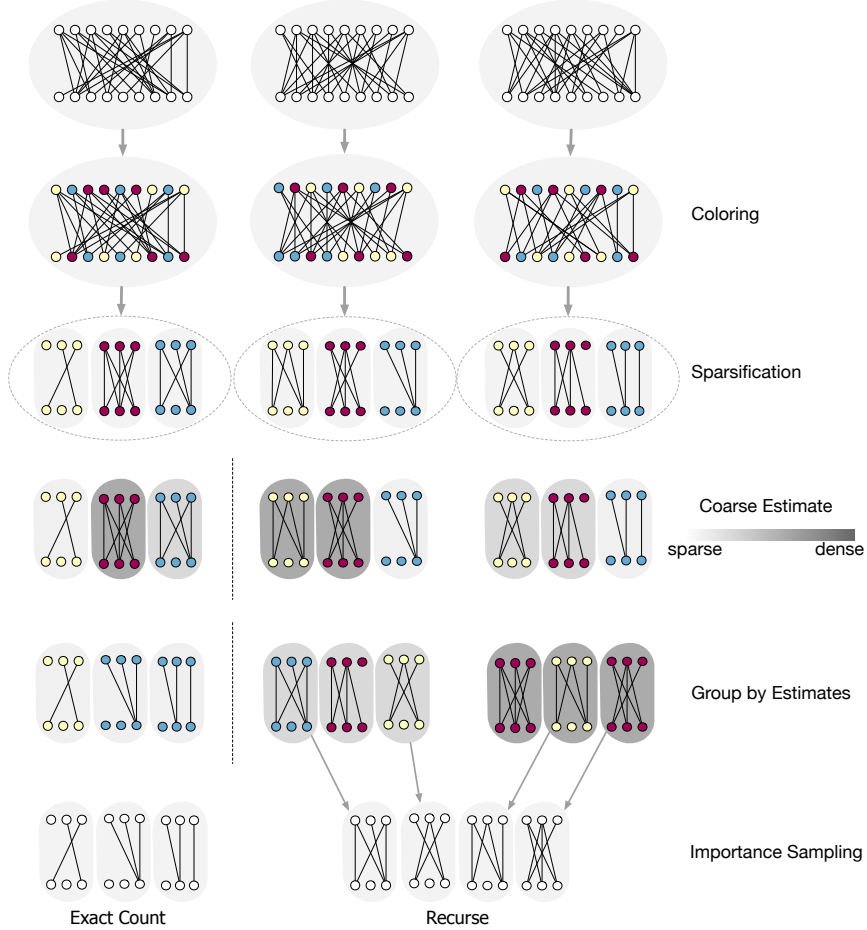 Coloring
Sparsification
Coarse Estimate
sparse
dense
Group by Estimates
Importance Sampling
Exact Count
Recurse